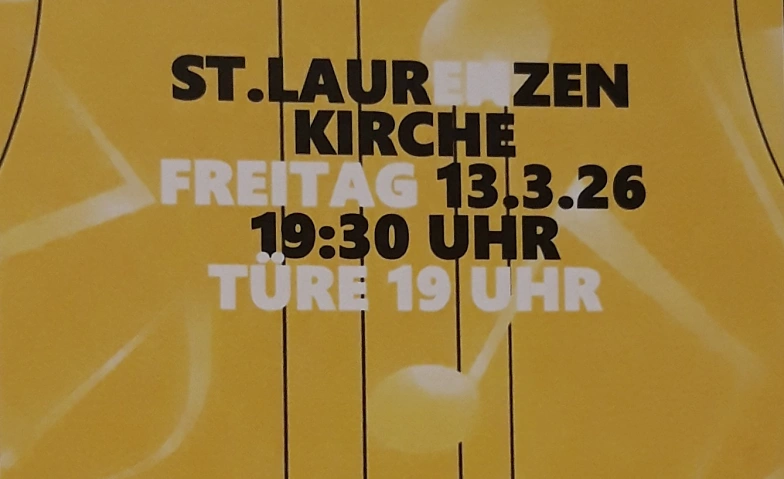 ST.LAURENZEN
KIRCHE
FREITAG 13.3.26
19:30 UHR
TÜRE 19 UHR